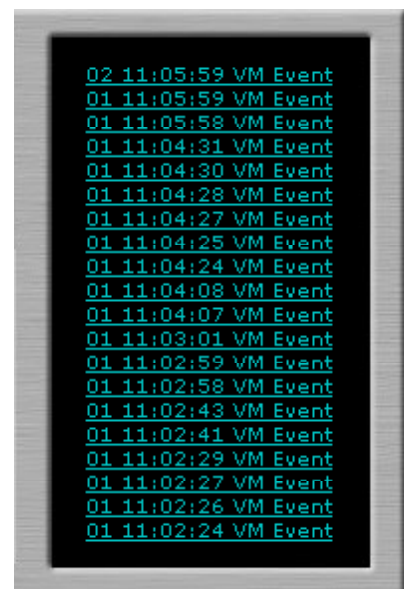 02 11:05:59 VM Event
01 11:05:59 VM Event
01 11:05:58 VM Event
01 11:04:31 VM Event
01 11:04:30 VM Event
01 11:04:28 VM Event
01 11:04:27 VM Event
01 11:04:25 VM Event
01 11:04:24 VM Event
01 11:04:08 VM Event
01 11:04:07 VM Event
01 11:03:01 VM Event
01 11:02:59 VM Event
01 11:02:58 VM Event
01 11:02:43 VM Event
01 11:02:41 VM Event
01 11:02:29 VM Event
01 11:02:27 VM Event
01 11:02:26 VM Event
01 11:02:24 VM Event